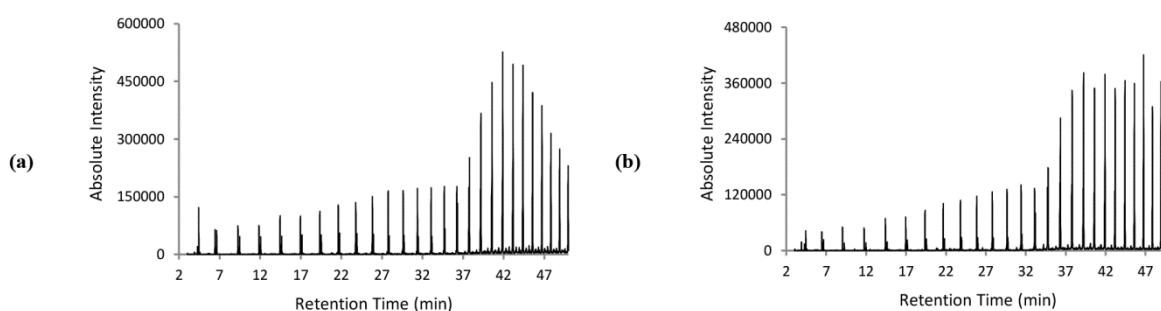 (a)
Absolute Intensity
600000
450000
300000
150000
0
2 7 12 17 22 27 32 37 42 47
Retention Time (min)
(b)
Absolute Intensity
480000
360000
240000
120000
0
2 7 12 17 22 27 32 37 42 47
Retention Time (min)